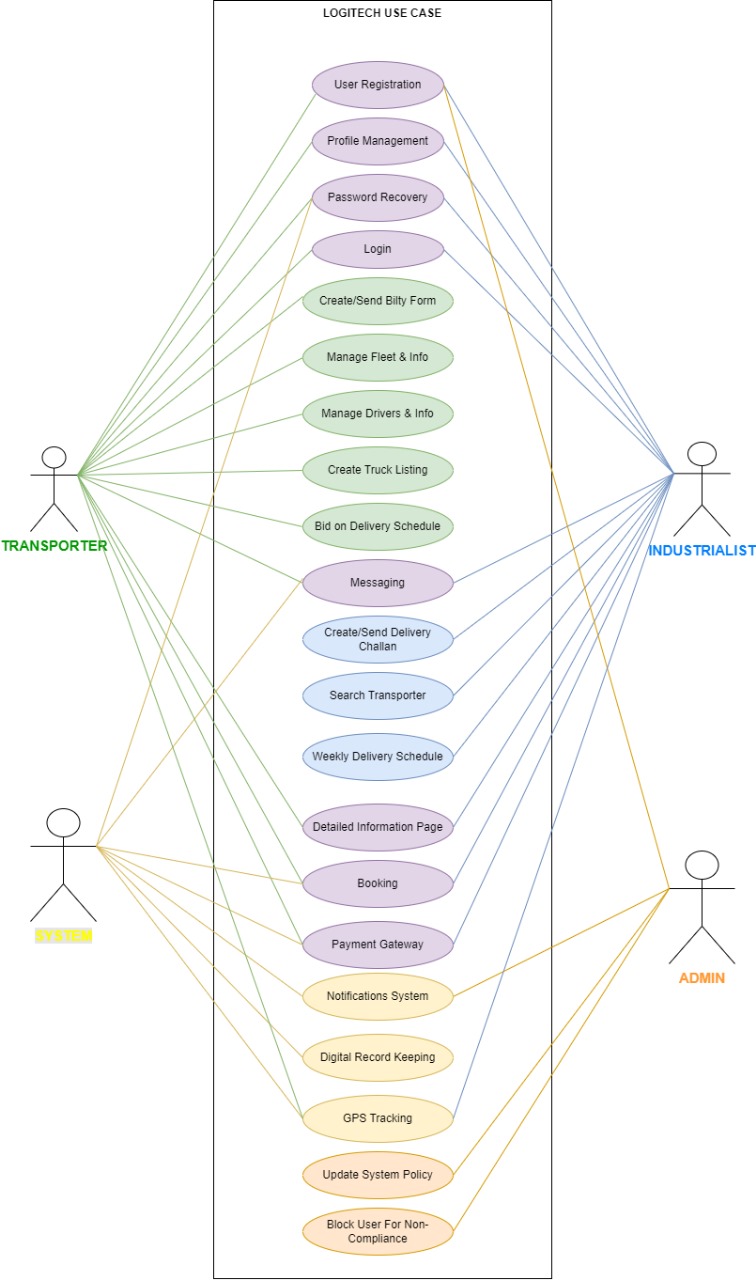 LOGITECH USE CASE
User Registration
Profile Management
Password Recovery
Login
Create/Send Bilty Form
Manage Fleet & Info
Manage Drivers & Info
Create Truck Listing
Bid on Delivery Schedule
TRANSPORTER
INDUSTRIALIST
Messaging
Create/Send Delivery
Challan
Search Transporter
Weekly Delivery Schedule
Detailed Information Page
Booking
Payment Gateway
SYSTEM
ADMIN
Notifications System
Digital Record Keeping
GPS Tracking
Update System Policy
Block User For Non-
Compliance